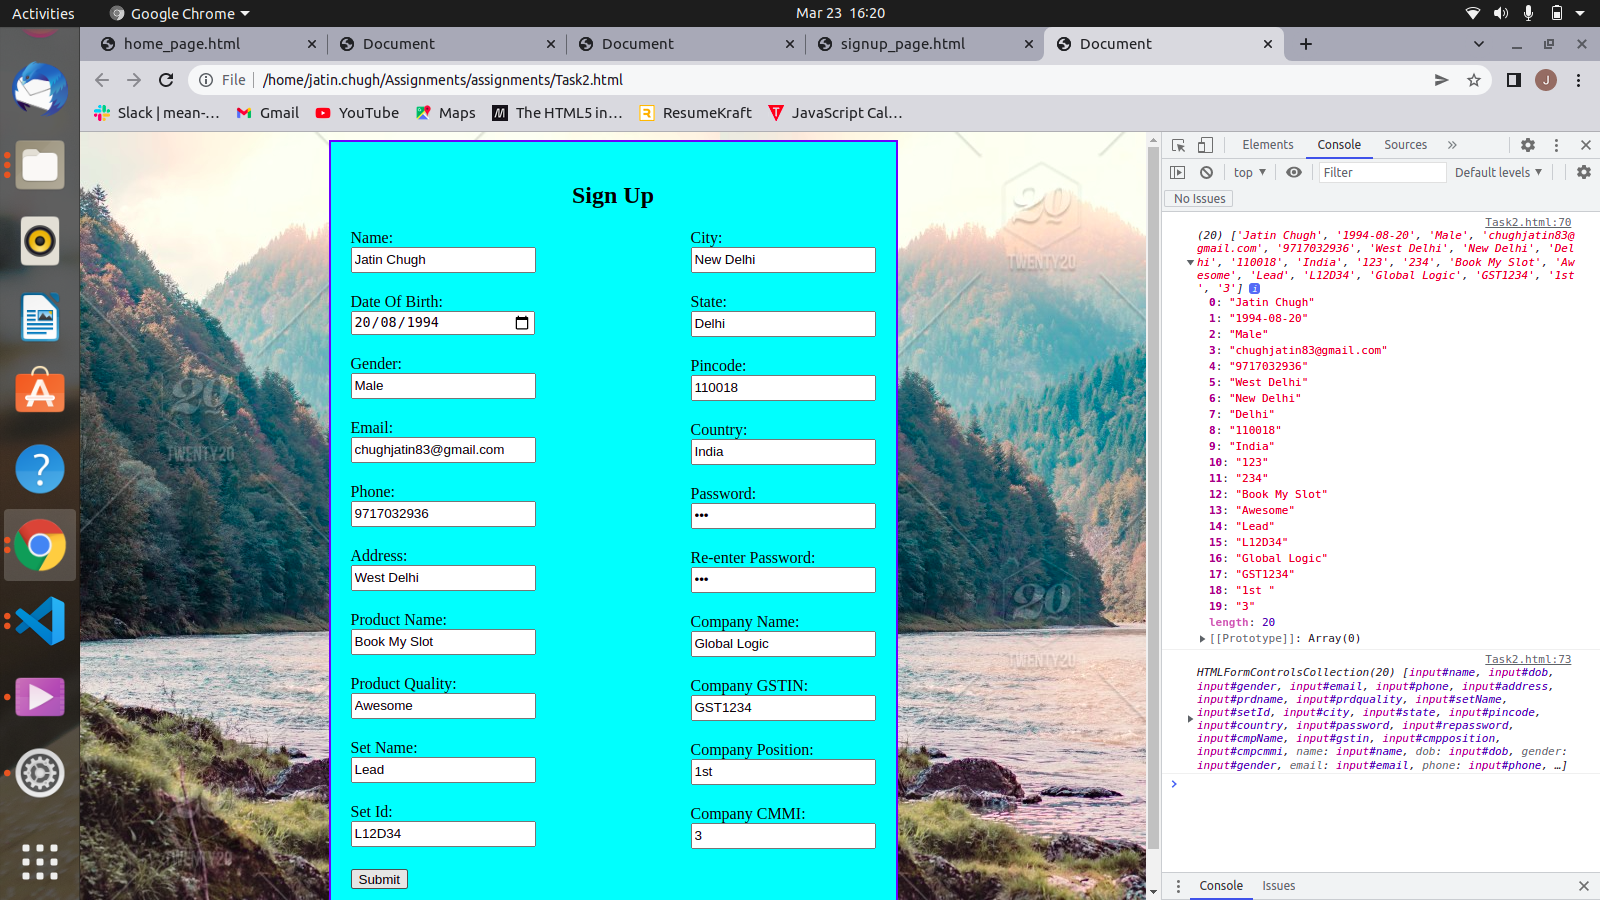 Activities
Google Chrome
Mar 23 16:20
home_page.html
Document
Document
signup_page.html
Document
File
/home/jatin.chugh/Assignments/assignments/Task2.html
J
Slack | mean-...
Gmail
YouTube
Maps
The HTML5 in...
ResumeKraft
JavaScript Cal...
Sign Up
Name:
Jatin Chugh
Date Of Birth:
20/08/1994
Gender:
Male
Email:
chughjatin83@gmail.com
Phone:
9717032936
Address:
West Delhi
Product Name:
Book My Slot
Product Quality:
Awesome
Set Name:
Lead
Set Id:
L12D34
Submit
City:
New Delhi
State:
Delhi
Pincode:
110018
Country:
India
Password:
•••
Re-enter Password:
•••
Company Name:
Global Logic
Company GSTIN:
GST1234
Company Position:
1st
Company CMMI:
3
20
TWENTY20
20
TWENTY20
20
TWENTY20
TWENTY20
Elements
Console
Sources
»
top
Filter
Default levels
No Issues
Task2.html:70
(20) ['Jatin Chugh', '1994-08-20', 'Male', 'chughjatin83@
gmail.com', '9717032936', 'West Delhi', 'New Delhi', 'Del
hi', '110018', 'India', '123', '234', 'Book My Slot', 'Aw
esome', 'Lead', 'L12D34', 'Global Logic', 'GST1234', '1st
', '3']
0: "Jatin Chugh"
1: "1994-08-20"
2: "Male"
3: "chughjatin83@gmail.com"
4: "9717032936"
5: "West Delhi"
6: "New Delhi"
7: "Delhi"
8: "110018"
9: "India"
10: "123"
11: "234"
12: "Book My Slot"
13: "Awesome"
14: "Lead"
15: "L12D34"
16: "Global Logic"
17: "GST1234"
18: "1st "
19: "3"
length: 20
[[Prototype]]: Array(0)
Task2.html:73
HTMLFormControlsCollection(20) [input#name, input#dob,
input#gender, input#email, input#phone, input#address,
input#prdname, input#prdquality, input#setName,
input#setId, input#city, input#state, input#pincode,
input#country, input#password, input#repassword,
input#cmpName, input#gstin, input#cmpposition,
input#cmpcmmi, name: input#name, dob: input#dob, gender:
input#gender, email: input#email, phone: input#phone, …]
Console
Issues